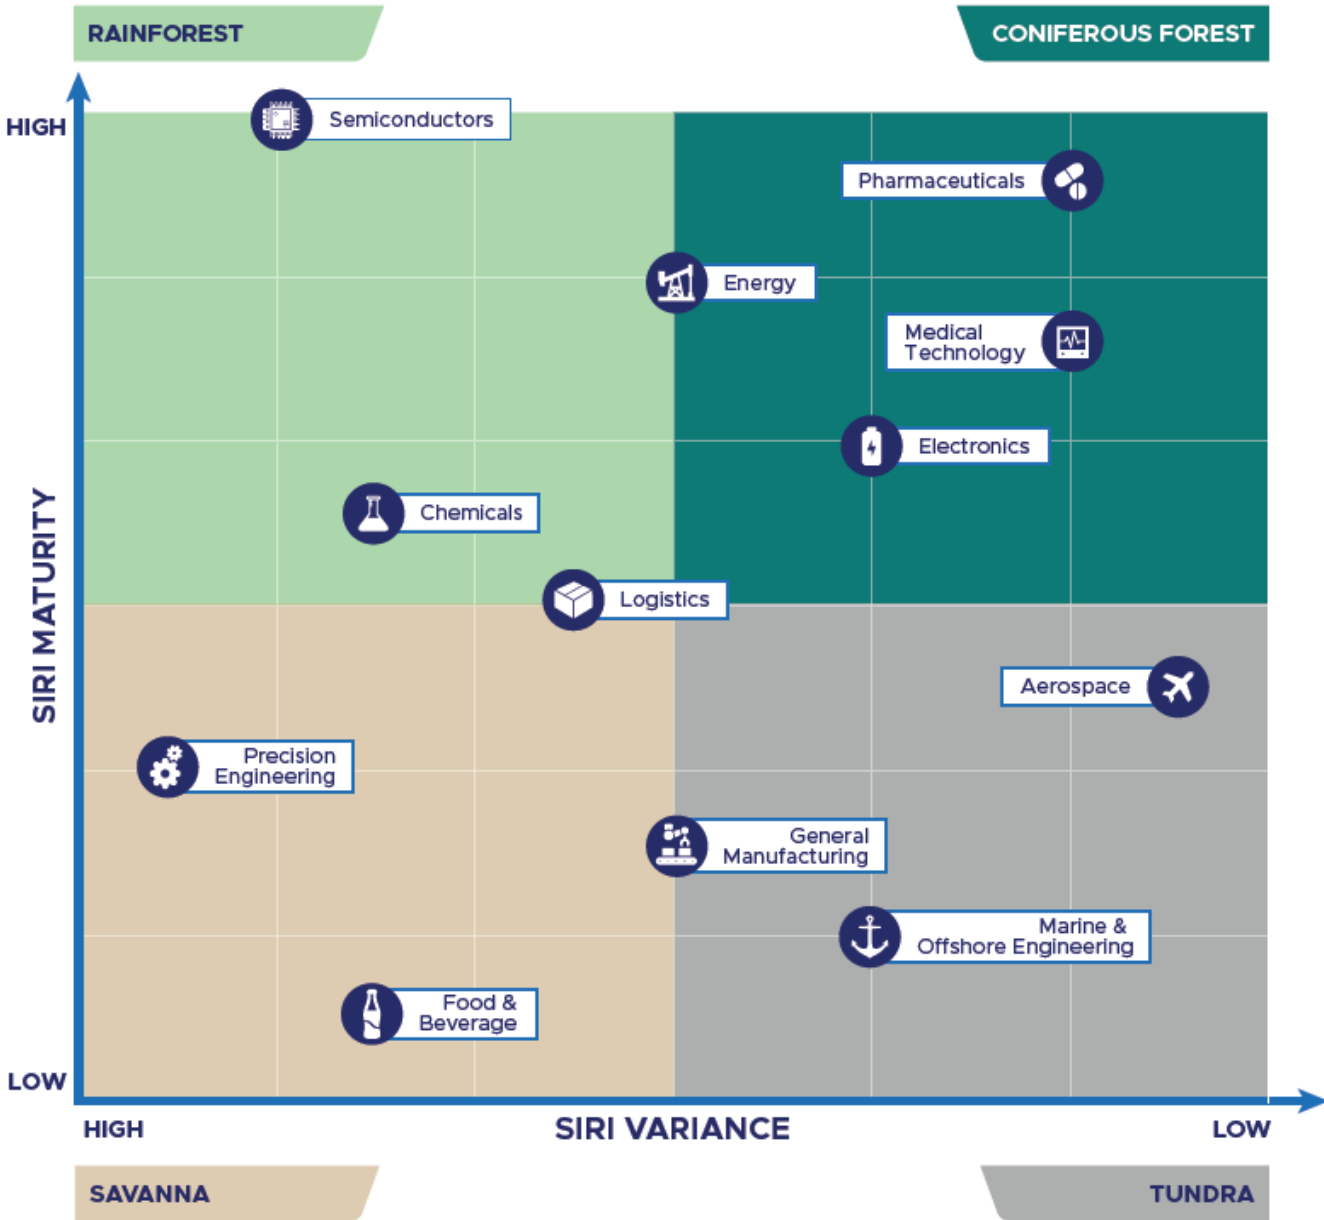 RAINFOREST
CONIFEROUS FOREST
HIGH
Semiconductors
Pharmaceuticals
Energy
Medical
Technology
Electronics
Chemicals
Logistics
SIRI MATURITY
Aerospace
Precision
Engineering
General
Manufacturing
Marine &
Offshore Engineering
Food &
Beverage
LOW
HIGH
SIRI VARIANCE
LOW
SAVANNA
TUNDRA